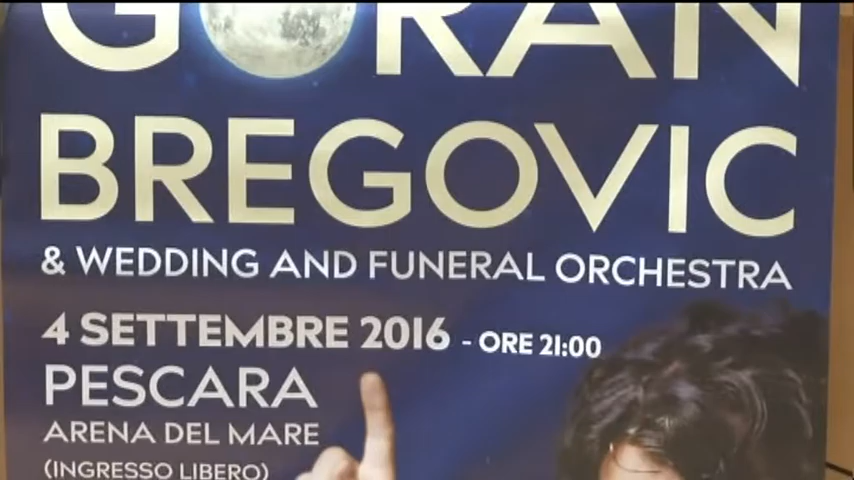 GORAN
BREGOVIC
& WEDDING AND FUNERAL ORCHESTRA
4 SETTEMBRE 2016 - ORE 21:00
PESCARA
ARENA DEL MARE
(INGRESSO LIBERO)